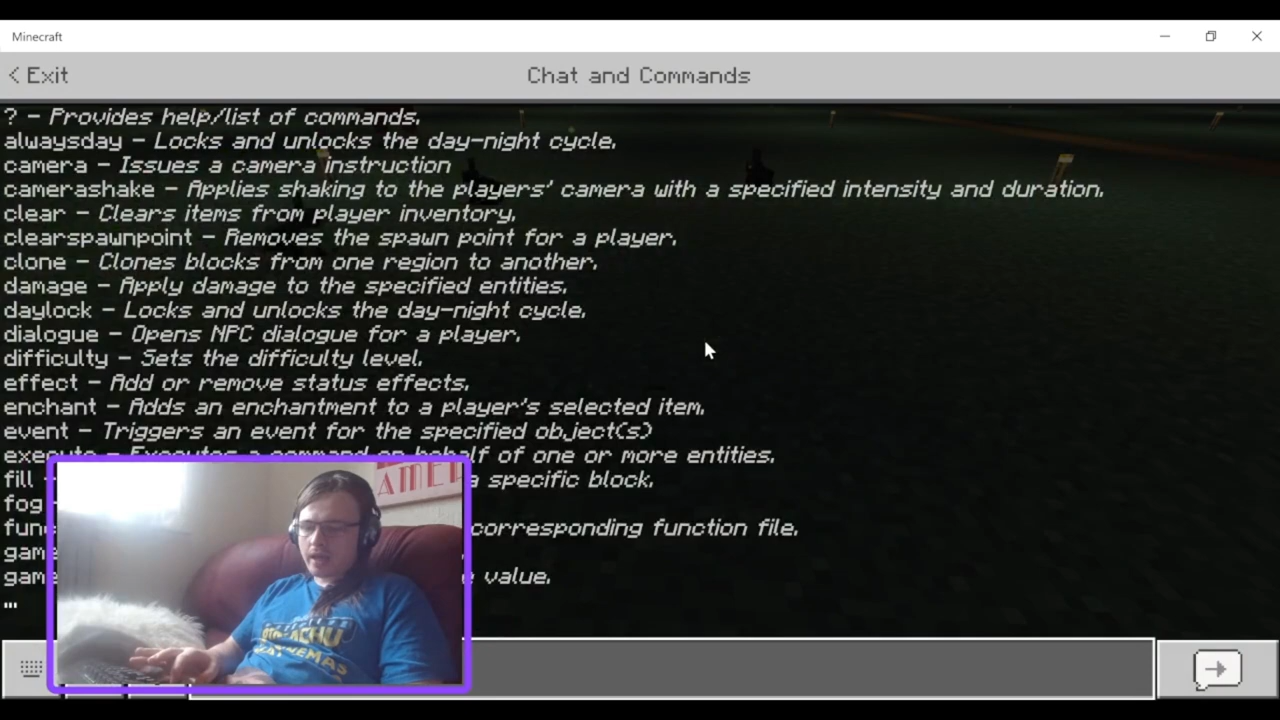 Minecraft
< Exit
Chat and Commands
? - Provides help/list of commands.
alwaysday - Locks and unlocks the day-night cycle.
camera - Issues a camera instruction
camerashake - Applies shaking to the players' camera with a specified intensity and duration.
clear - Clears items from player inventory.
clearspawnpoint - Removes the spawn point for a player.
clone - Clones blocks from one region to another.
damage - Apply damage to the specified entities.
daylock - Locks and unlocks the day-night cycle.
dialogue - Opens NPC dialogue for a player.
difficulty - Sets the difficulty level.
effect - Add or remove status effects.
enchant - Adds an enchantment to a player's selected item.
event - Triggers an event for the specified object(s)
execute - Executes a command on behalf of one or more entities.
fill - a specific block.
fog
func corresponding function file.
game
game value.
...